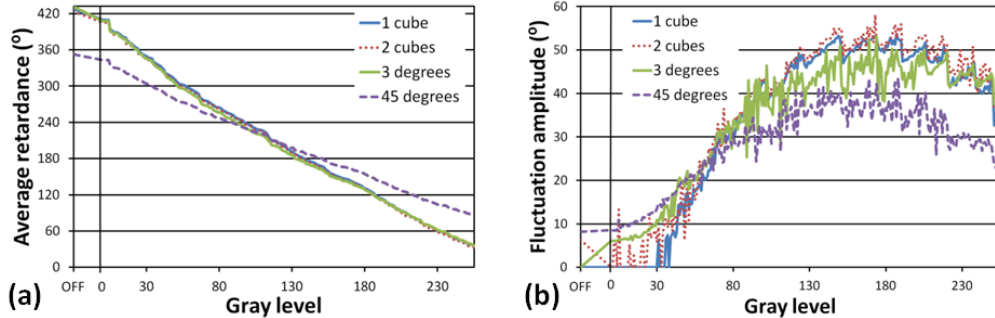 (a)
Average retardance (º)
420
360
300
240
180
120
60
0
OFF 0 30 80 130 180 230
Gray level
1 cube
2 cubes
3 degrees
45 degrees
(b)
Fluctuation amplitude (º)
60
50
40
30
20
10
0
OFF 0 30 80 130 180 230
Gray level
1 cube
2 cubes
3 degrees
45 degrees